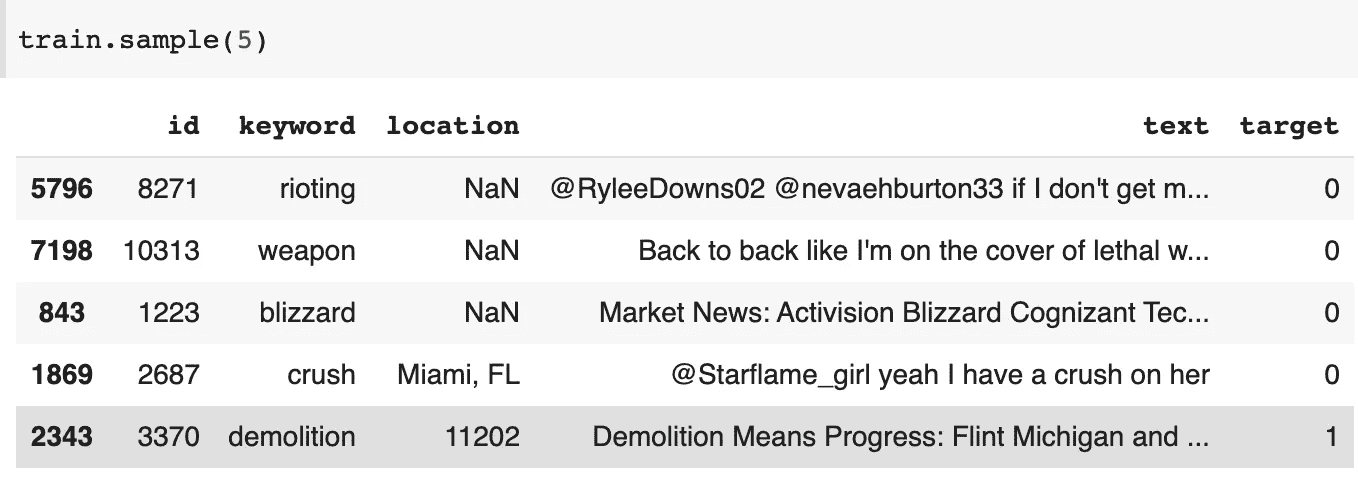 train.sample(5)
id keyword location text target
5796 8271 rioting NaN @RyleeDowns02 @nevaehburton33 if I don't get m... 0
7198 10313 weapon NaN Back to back like I'm on the cover of lethal w... 0
843 1223 blizzard NaN Market News: Activision Blizzard Cognizant Tec... 0
1869 2687 crush Miami, FL @Starflame_girl yeah I have a crush on her 0
2343 3370 demolition 11202 Demolition Means Progress: Flint Michigan and ... 1